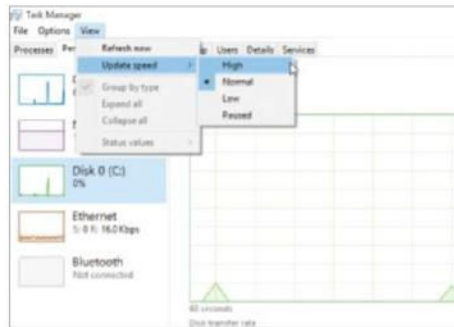 Task Manager
File Options View
Processes
Refresh now
Update speed
Group by type
Expand all
Collapse all
Status values
High
Normal
Low
Paused
Users Details Services
Disk 0 (C:)
0%
Ethernet
S: 0 R: 16.0 Kbps
Bluetooth
Not connected
60 seconds
Disk transfer rate